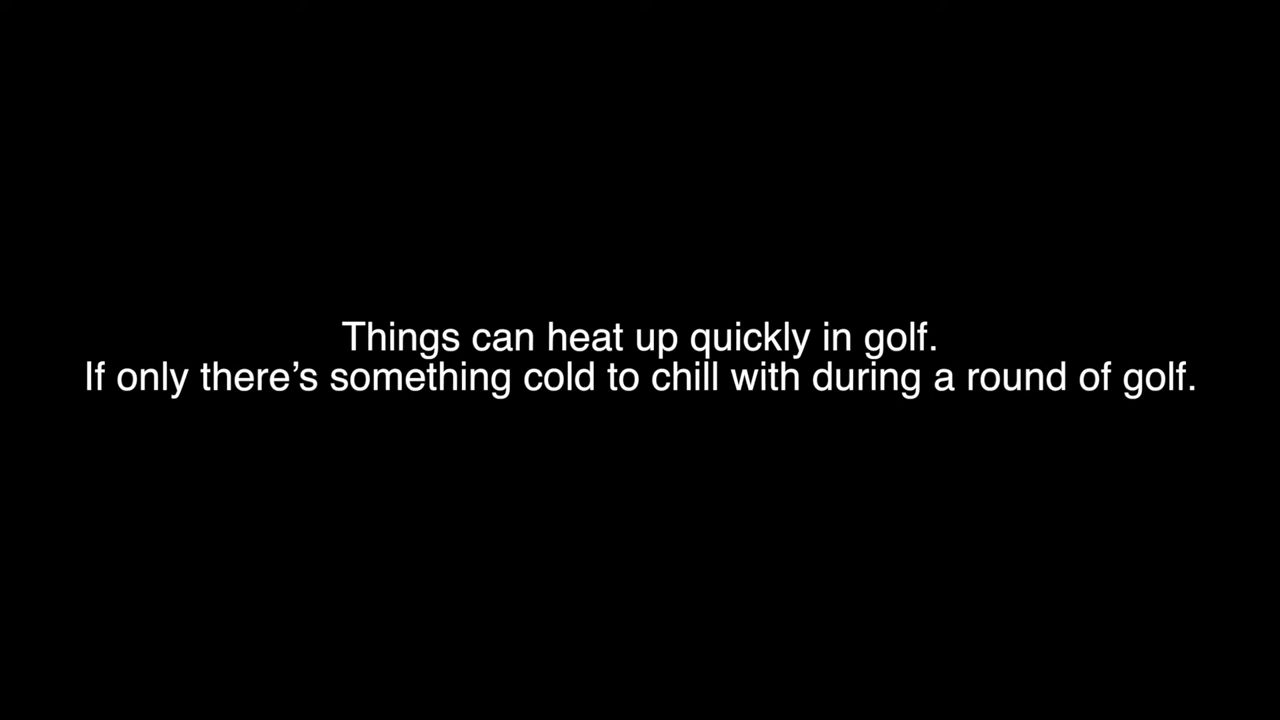 Things can heat up quickly in golf.
If only there’s something cold to chill with during a round of golf.